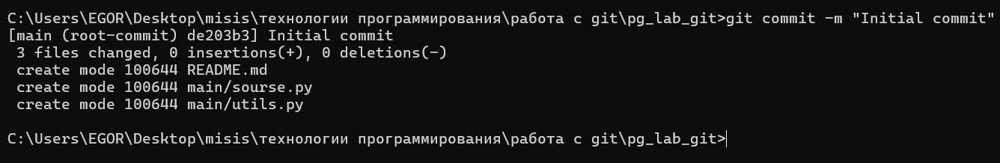 C:\Users\EGOR\Desktop\misis\технологии программирования\работа с git\pg_lab_git>git commit -m "Initial commit"
[main (root-commit) de203b3] Initial commit
 3 files changed, 0 insertions(+), 0 deletions(-)
 create mode 100644 README.md
 create mode 100644 main/sourse.py
 create mode 100644 main/utils.py
C:\Users\EGOR\Desktop\misis\технологии программирования\работа с git\pg_lab_git>